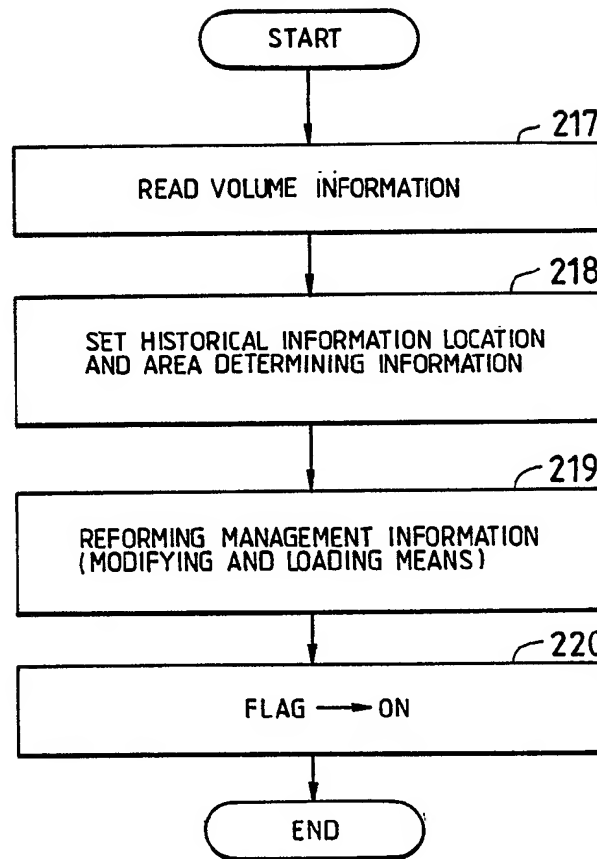 START
217
READ VOLUME INFORMATION
218
SET HISTORICAL INFORMATION LOCATION
AND AREA DETERMINING INFORMATION
219
REFORMING MANAGEMENT INFORMATION
(MODIFYING AND LOADING MEANS)
220
FLAG → ON
END